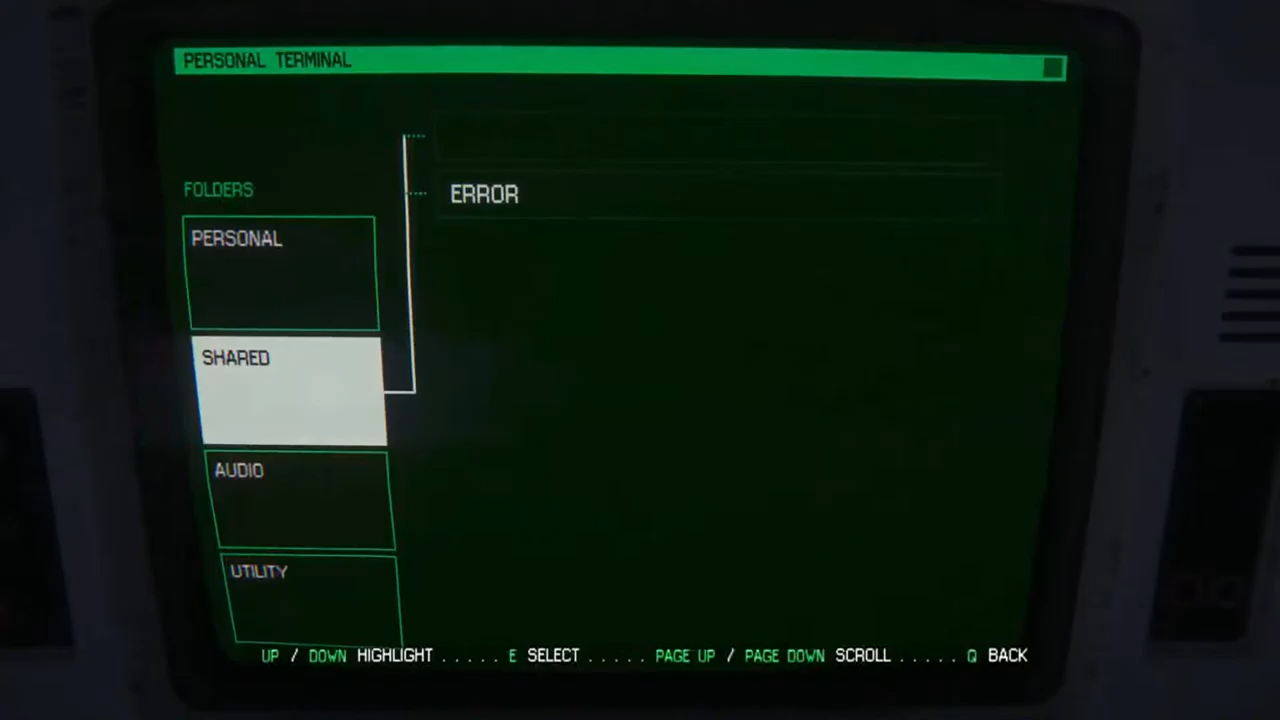 PERSONAL TERMINAL
FOLDERS
ERROR
PERSONAL
SHARED
AUDIO
UTILITY
UP / DOWN HIGHLIGHT ..... E SELECT ..... PAGE UP / PAGE DOWN SCROLL ..... Q BACK